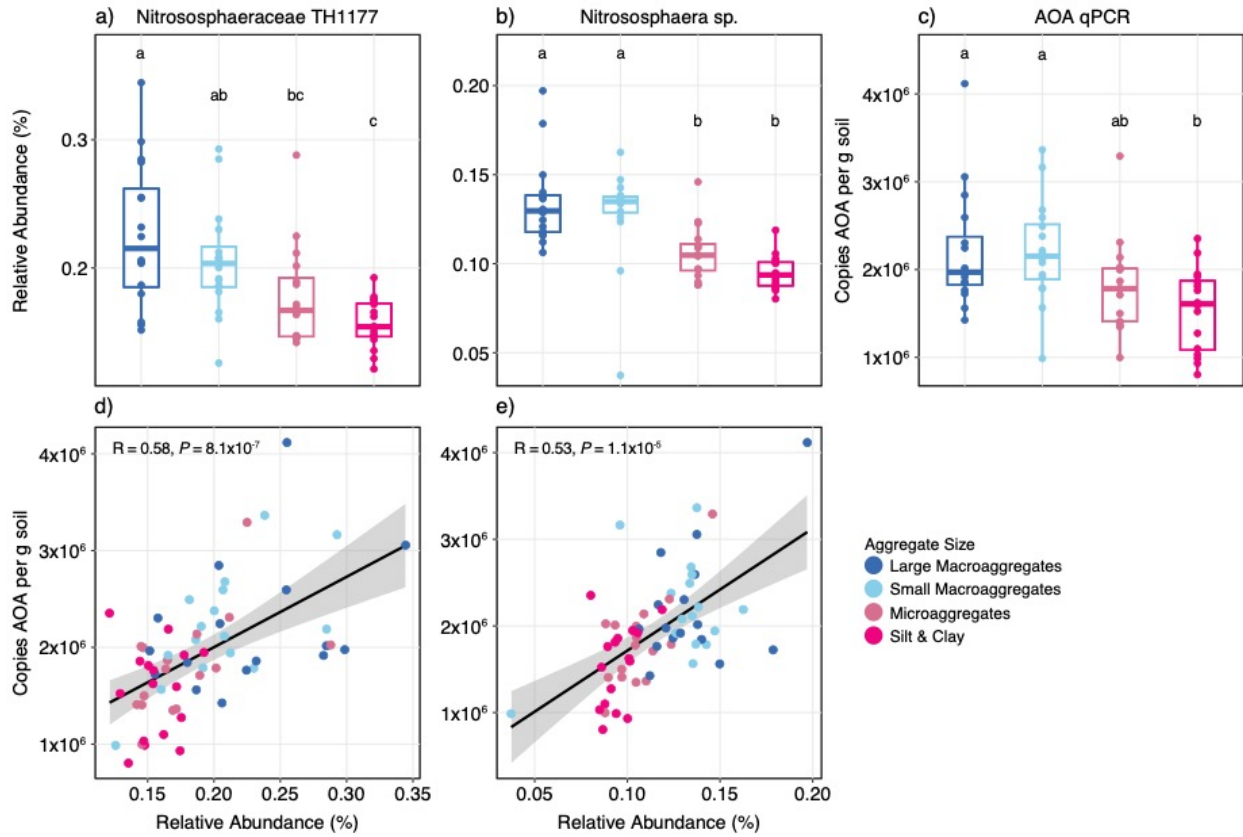 a) Nitrososphaeraceae TH1177
b) Nitrososphaera sp.
c) AOA qPCR
Relative Abundance (%)
0.3
0.2
a
ab
bc
c
0.20
0.15
0.10
0.05
a
a
b
b
Copies AOA per g soil
4x10⁶
3x10⁶
2x10⁶
1x10⁶
a
a
ab
b
d)
R = 0.58, P = 8.1x10⁻⁷
Copies AOA per g soil
4x10⁶
3x10⁶
2x10⁶
1x10⁶
0.15 0.20 0.25 0.30 0.35
Relative Abundance (%)
e)
R = 0.53, P = 1.1x10⁻⁵
4x10⁶
3x10⁶
2x10⁶
1x10⁶
0.05 0.10 0.15 0.20
Relative Abundance (%)
Aggregate Size
Large Macroaggregates
Small Macroaggregates
Microaggregates
Silt & Clay